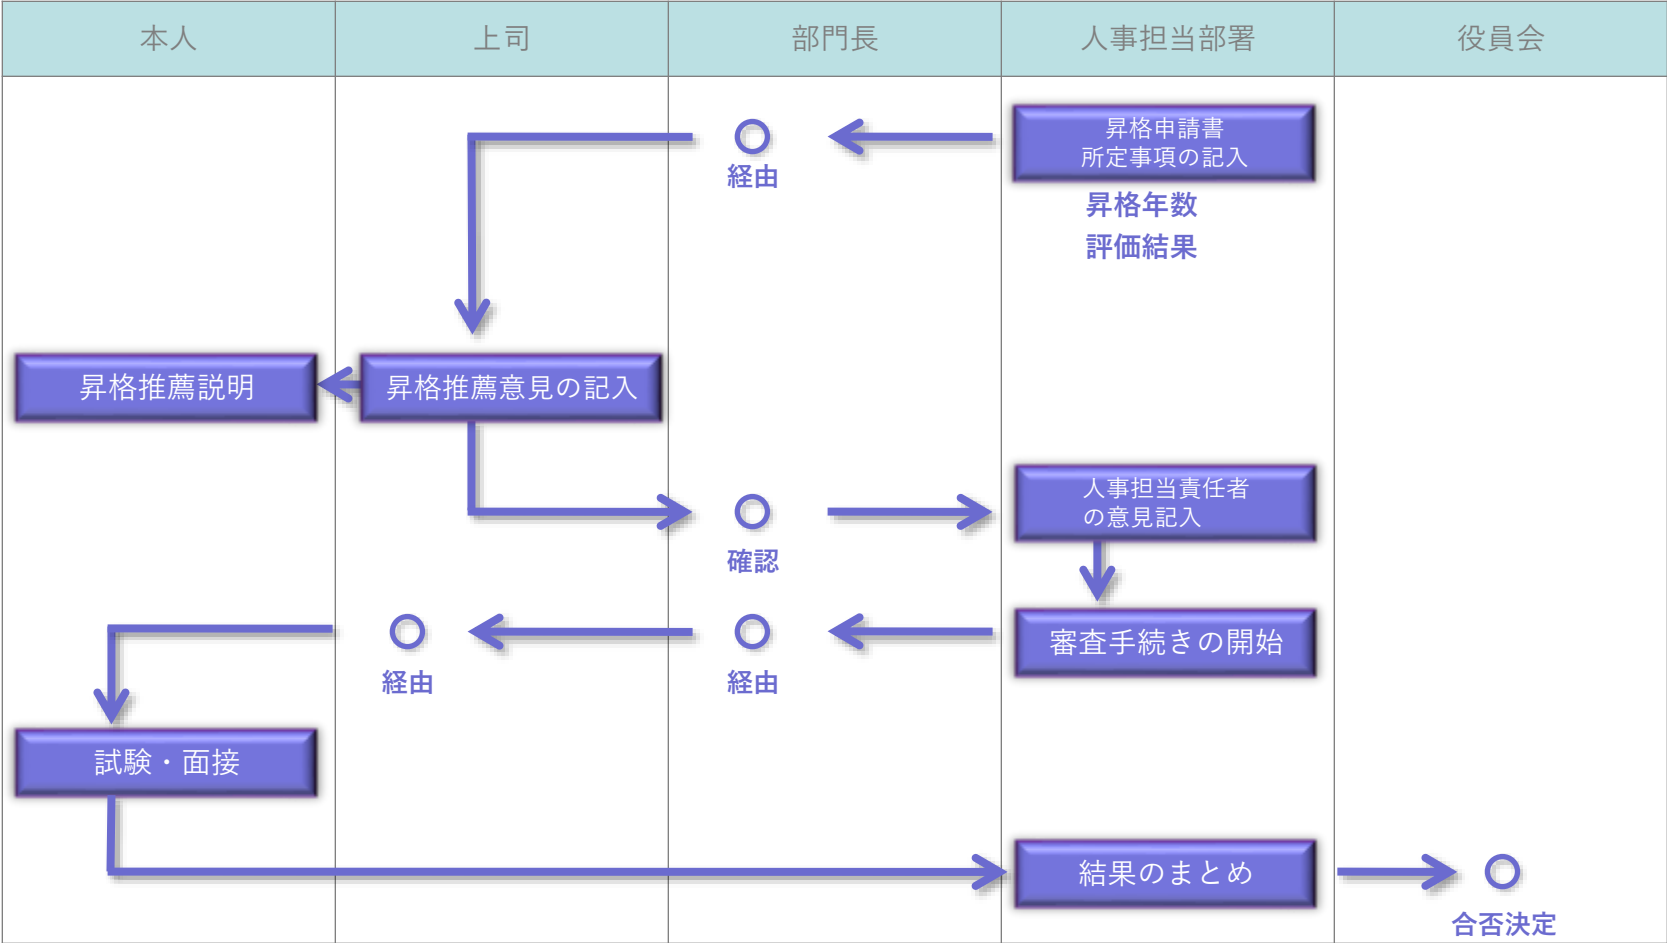 本人
上司
部門長
人事担当部署
役員会
昇格申請書
所定事項の記入
経由
昇格年数
評価結果
昇格推薦説明
昇格推薦意見の記入
人事担当責任者
の意見記入
確認
審査手続きの開始
経由
経由
試験・面接
結果のまとめ
合否決定